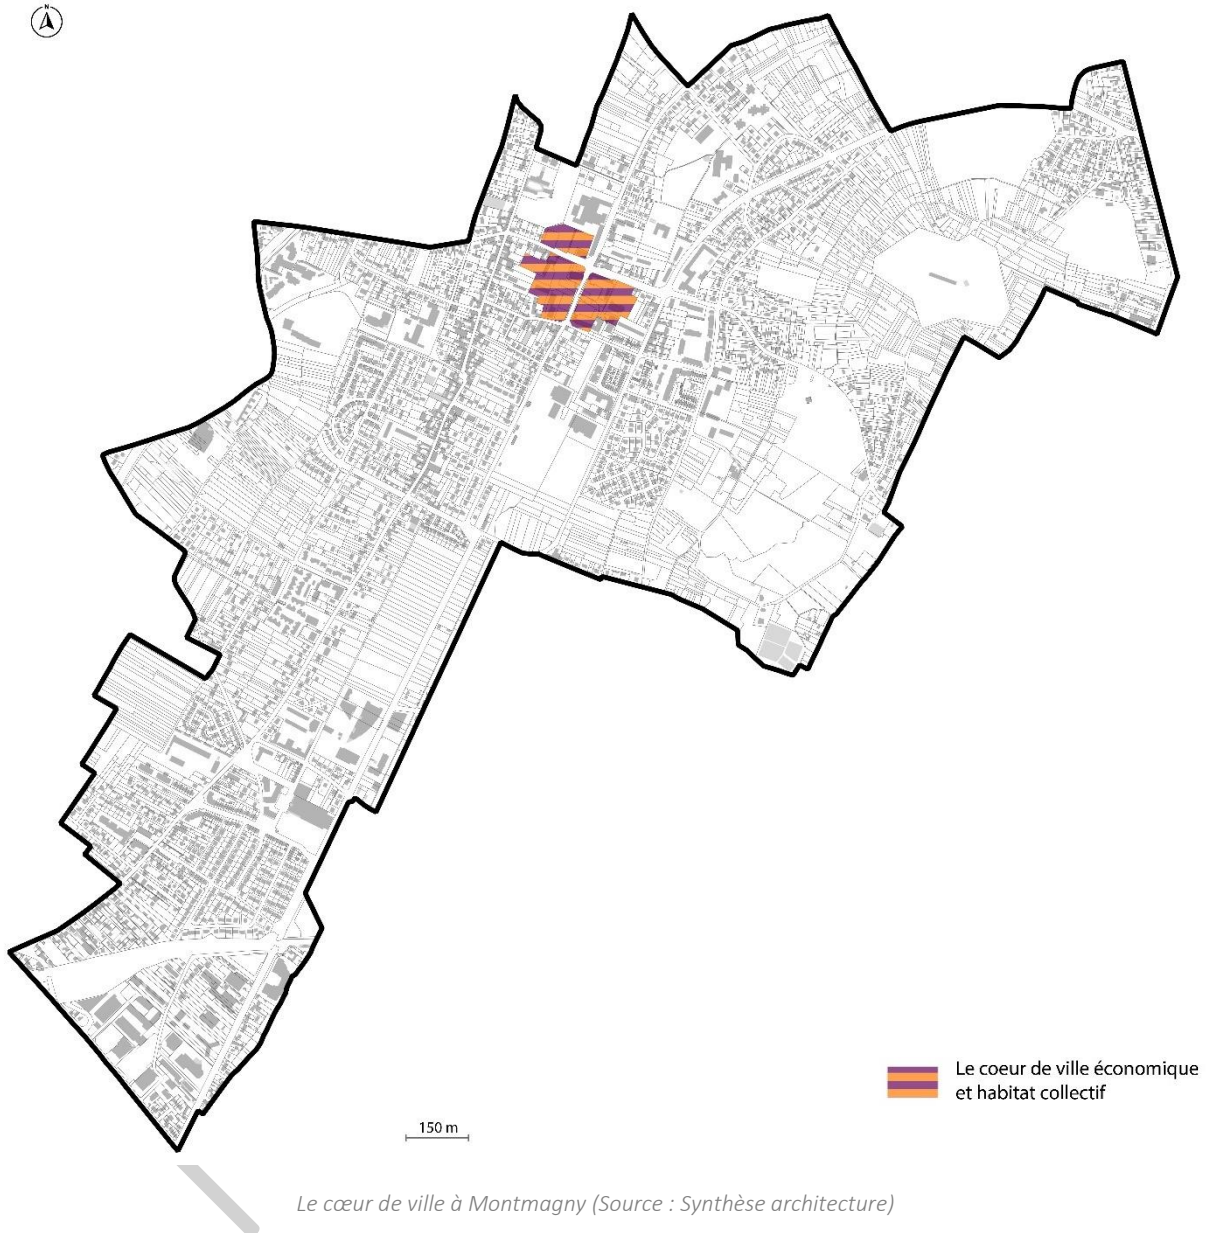 N
Le coeur de ville économique
et habitat collectif
150 m
Le cœur de ville à Montmagny (Source : Synthèse architecture)